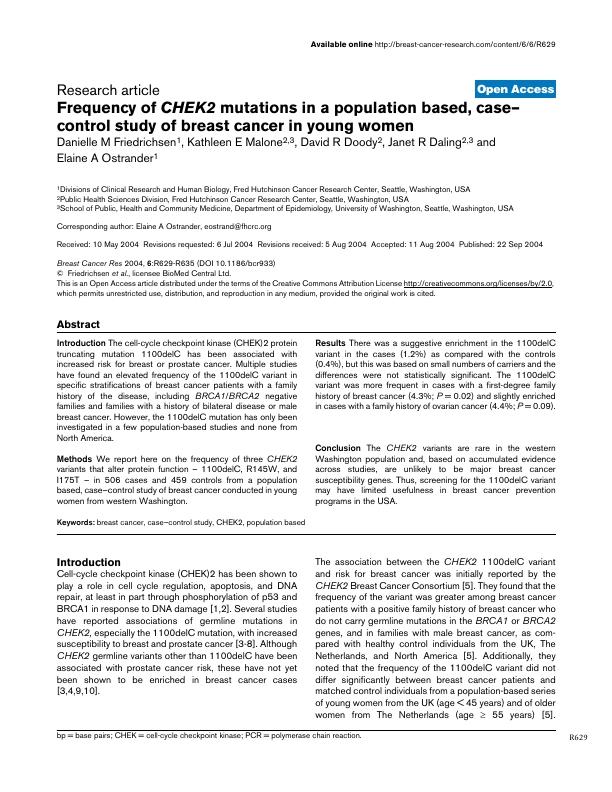 Available online http://breast-cancer-research.com/content/6/6/R629
Research article
Open Access
Frequency of CHEK2 mutations in a population based, case–
control study of breast cancer in young women
Danielle M Friedrichsen1, Kathleen E Malone2,3, David R Doody2, Janet R Daling2,3 and
Elaine A Ostrander1
1Divisions of Clinical Research and Human Biology, Fred Hutchinson Cancer Research Center, Seattle, Washington, USA
2Public Health Sciences Division, Fred Hutchinson Cancer Research Center, Seattle, Washington, USA
3School of Public, Health and Community Medicine, Department of Epidemiology, University of Washington, Seattle, Washington, USA
Corresponding author: Elaine A Ostrander, eostrand@fhcrc.org
Received: 10 May 2004 Revisions requested: 6 Jul 2004 Revisions received: 5 Aug 2004 Accepted: 11 Aug 2004 Published: 22 Sep 2004
Breast Cancer Res 2004, 6:R629-R635 (DOI 10.1186/bcr933)
© Friedrichsen et al., licensee BioMed Central Ltd.
This is an Open Access article distributed under the terms of the Creative Commons Attribution License http://creativecommons.org/licenses/by/2.0,
which permits unrestricted use, distribution, and reproduction in any medium, provided the original work is cited.
Abstract
Introduction The cell-cycle checkpoint kinase (CHEK)2 protein
truncating mutation 1100delC has been associated with
increased risk for breast or prostate cancer. Multiple studies
have found an elevated frequency of the 1100delC variant in
specific stratifications of breast cancer patients with a family
history of the disease, including BRCA1/BRCA2 negative
families and families with a history of bilateral disease or male
breast cancer. However, the 1100delC mutation has only been
investigated in a few population-based studies and none from
North America.
Methods We report here on the frequency of three CHEK2
variants that alter protein function – 1100delC, R145W, and
I175T – in 506 cases and 459 controls from a population
based, case–control study of breast cancer conducted in young
women from western Washington.
Results There was a suggestive enrichment in the 1100delC
variant in the cases (1.2%) as compared with the controls
(0.4%), but this was based on small numbers of carriers and the
differences were not statistically significant. The 1100delC
variant was more frequent in cases with a first-degree family
history of breast cancer (4.3%; P = 0.02) and slightly enriched
in cases with a family history of ovarian cancer (4.4%; P = 0.09).
Conclusion The CHEK2 variants are rare in the western
Washington population and, based on accumulated evidence
across studies, are unlikely to be major breast cancer
susceptibility genes. Thus, screening for the 1100delC variant
may have limited usefulness in breast cancer prevention
programs in the USA.
Keywords: breast cancer, case–control study, CHEK2, population based
Introduction
Cell-cycle checkpoint kinase (CHEK)2 has been shown to
play a role in cell cycle regulation, apoptosis, and DNA
repair, at least in part through phosphorylation of p53 and
BRCA1 in response to DNA damage [1,2]. Several studies
have reported associations of germline mutations in
CHEK2, especially the 1100delC mutation, with increased
susceptibility to breast and prostate cancer [3-8]. Although
CHEK2 germline variants other than 1100delC have been
associated with prostate cancer risk, these have not yet
been shown to be enriched in breast cancer cases
[3,4,9,10].
The association between the CHEK2 1100delC variant
and risk for breast cancer was initially reported by the
CHEK2 Breast Cancer Consortium [5]. They found that the
frequency of the variant was greater among breast cancer
patients with a positive family history of breast cancer who
do not carry germline mutations in the BRCA1 or BRCA2
genes, and in families with male breast cancer, as com-
pared with healthy control individuals from the UK, The
Netherlands, and North America [5]. Additionally, they
noted that the frequency of the 1100delC variant did not
differ significantly between breast cancer patients and
matched control individuals from a population-based series
of young women from the UK (age < 45 years) and of older
women from The Netherlands (age ≥ 55 years) [5].
bp = base pairs; CHEK = cell-cycle checkpoint kinase; PCR = polymerase chain reaction.
R629